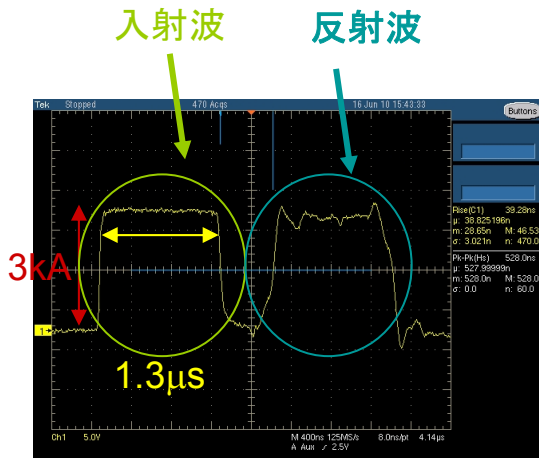 入射波 反射波
Tek Stopped 470 Acqs 16 Jun 10 15:43:33
Buttons
Rise(C1) 39.28ns
µ: 38.825196n
m: 28.65n M: 46.53
σ: 3.021n n: 470.0
Pk-Pk(Hs) 528.0ns
µ: 527.99999n
m: 528.0n M: 528.0
σ: 0.0 n: 60.0
3kA
1
1.3μs
Ch1 5.0V M 400ns 125MS/s 8.0ns/pt 4.14µs
A Aux 2.5V